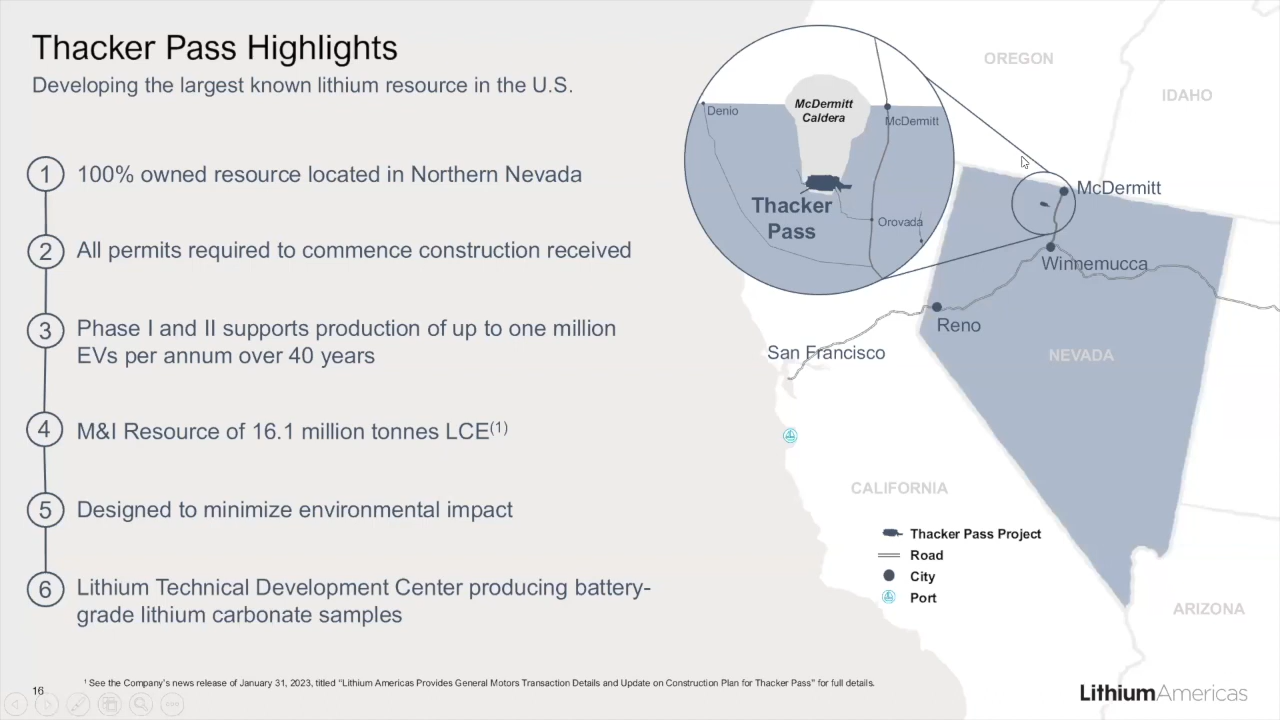 Thacker Pass Highlights
Developing the largest known lithium resource in the U.S.
1 100% owned resource located in Northern Nevada
2 All permits required to commence construction received
3 Phase I and II supports production of up to one million
EVs per annum over 40 years
4 M&I Resource of 16.1 million tonnes LCE(1)
5 Designed to minimize environmental impact
6 Lithium Technical Development Center producing battery-
grade lithium carbonate samples
OREGON
IDAHO
McDermitt
Caldera
Denio
McDermitt
Thacker
Pass
Orovada
McDermitt
Winnemucca
Reno
San Francisco
NEVADA
CALIFORNIA
ARIZONA
Thacker Pass Project
Road
City
Port
1 See the Company's news release of January 31, 2023, titled “Lithium Americas Provides General Motors Transaction Details and Update on Construction Plan for Thacker Pass” for full details.
16
LithiumAmericas